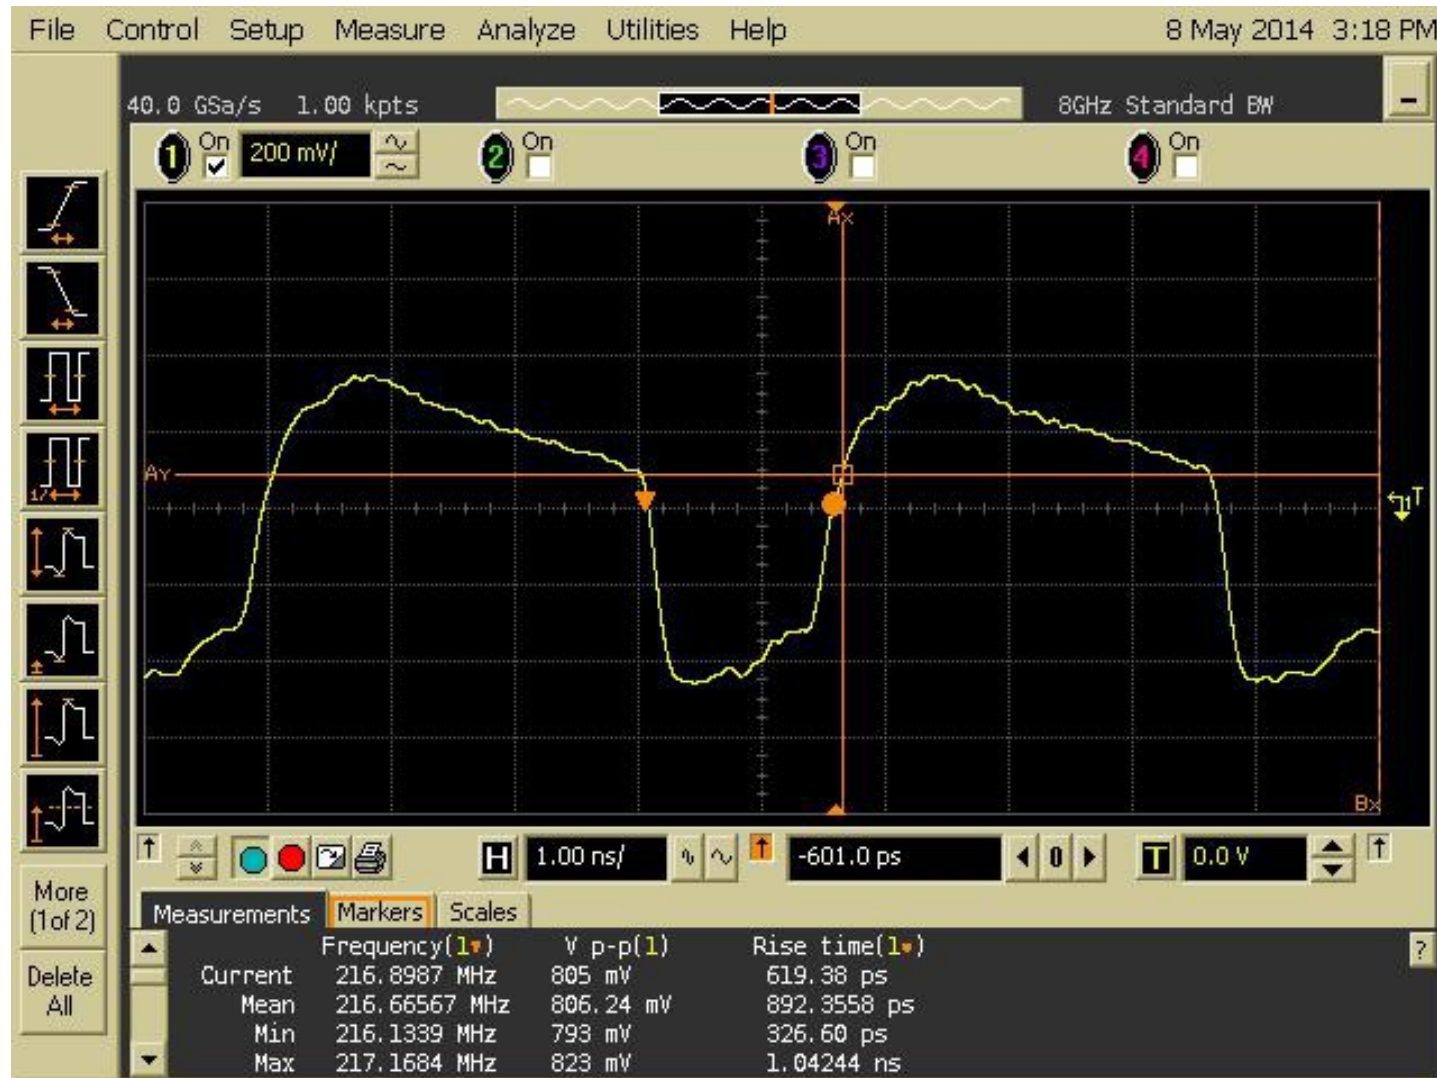 File Control Setup Measure Analyze Utilities Help 8 May 2014 3:18 PM
40.0 GSa/s 1.00 kpts 8GHz Standard BW
1 On 200 mV/ 2 On 3 On 4 On
Ax
AY
T
Bx
H 1.00 ns/ -601.0 ps 0 T 0.0 V
More
(1of 2)
Delete
All
Measurements Markers Scales
Frequency(1) V p-p(1) Rise time(1)
Current 216.8987 MHz 805 mV 619.38 ps
Mean 216.66567 MHz 806.24 mV 892.3558 ps
Min 216.1339 MHz 793 mV 326.60 ps
Max 217.1684 MHz 823 mV 1.04244 ns
?